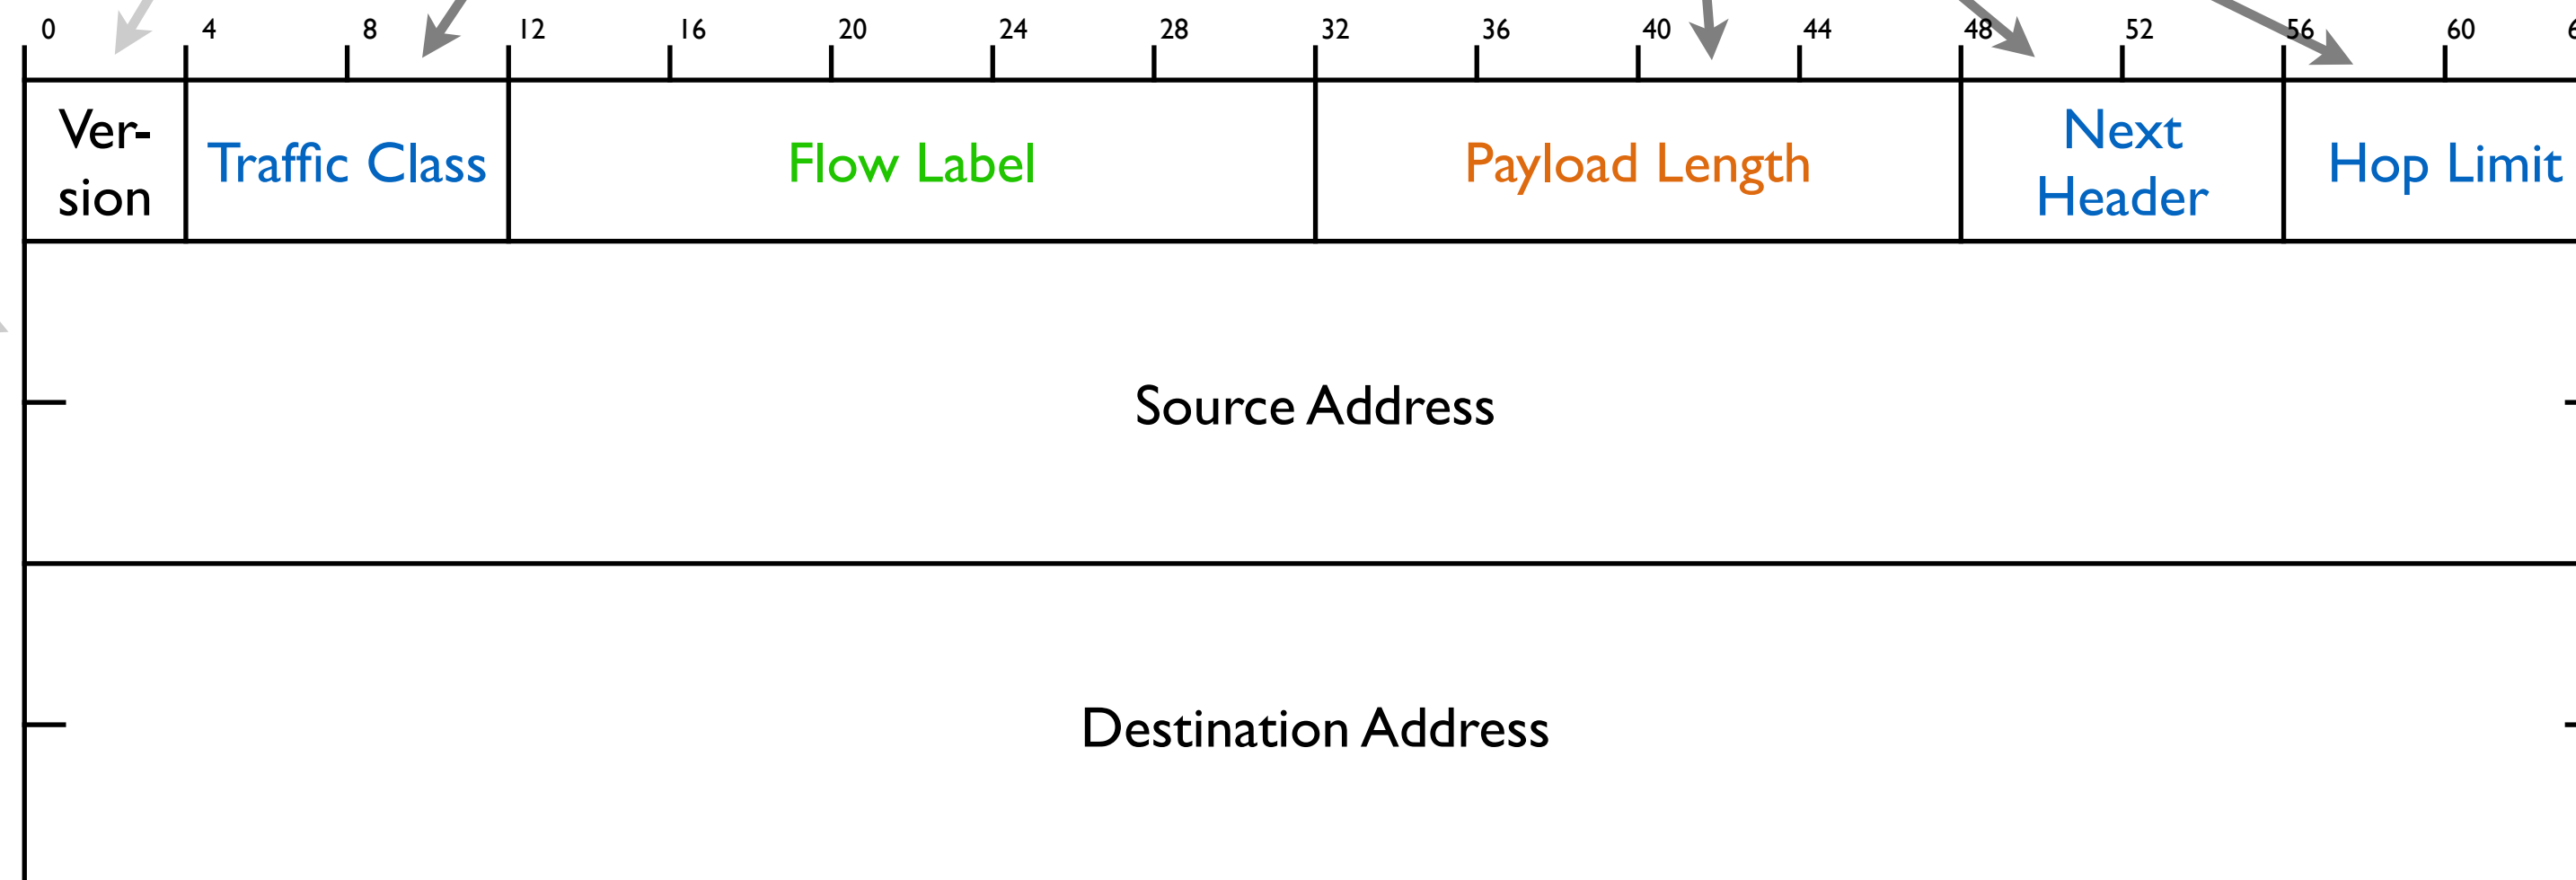 0 4 8 12 16 20 24 28 32 36 40 44 48 52 56 60
Ver-
sion
Traffic Class
Flow Label
Payload Length
Next
Header
Hop Limit
Source Address
Destination Address